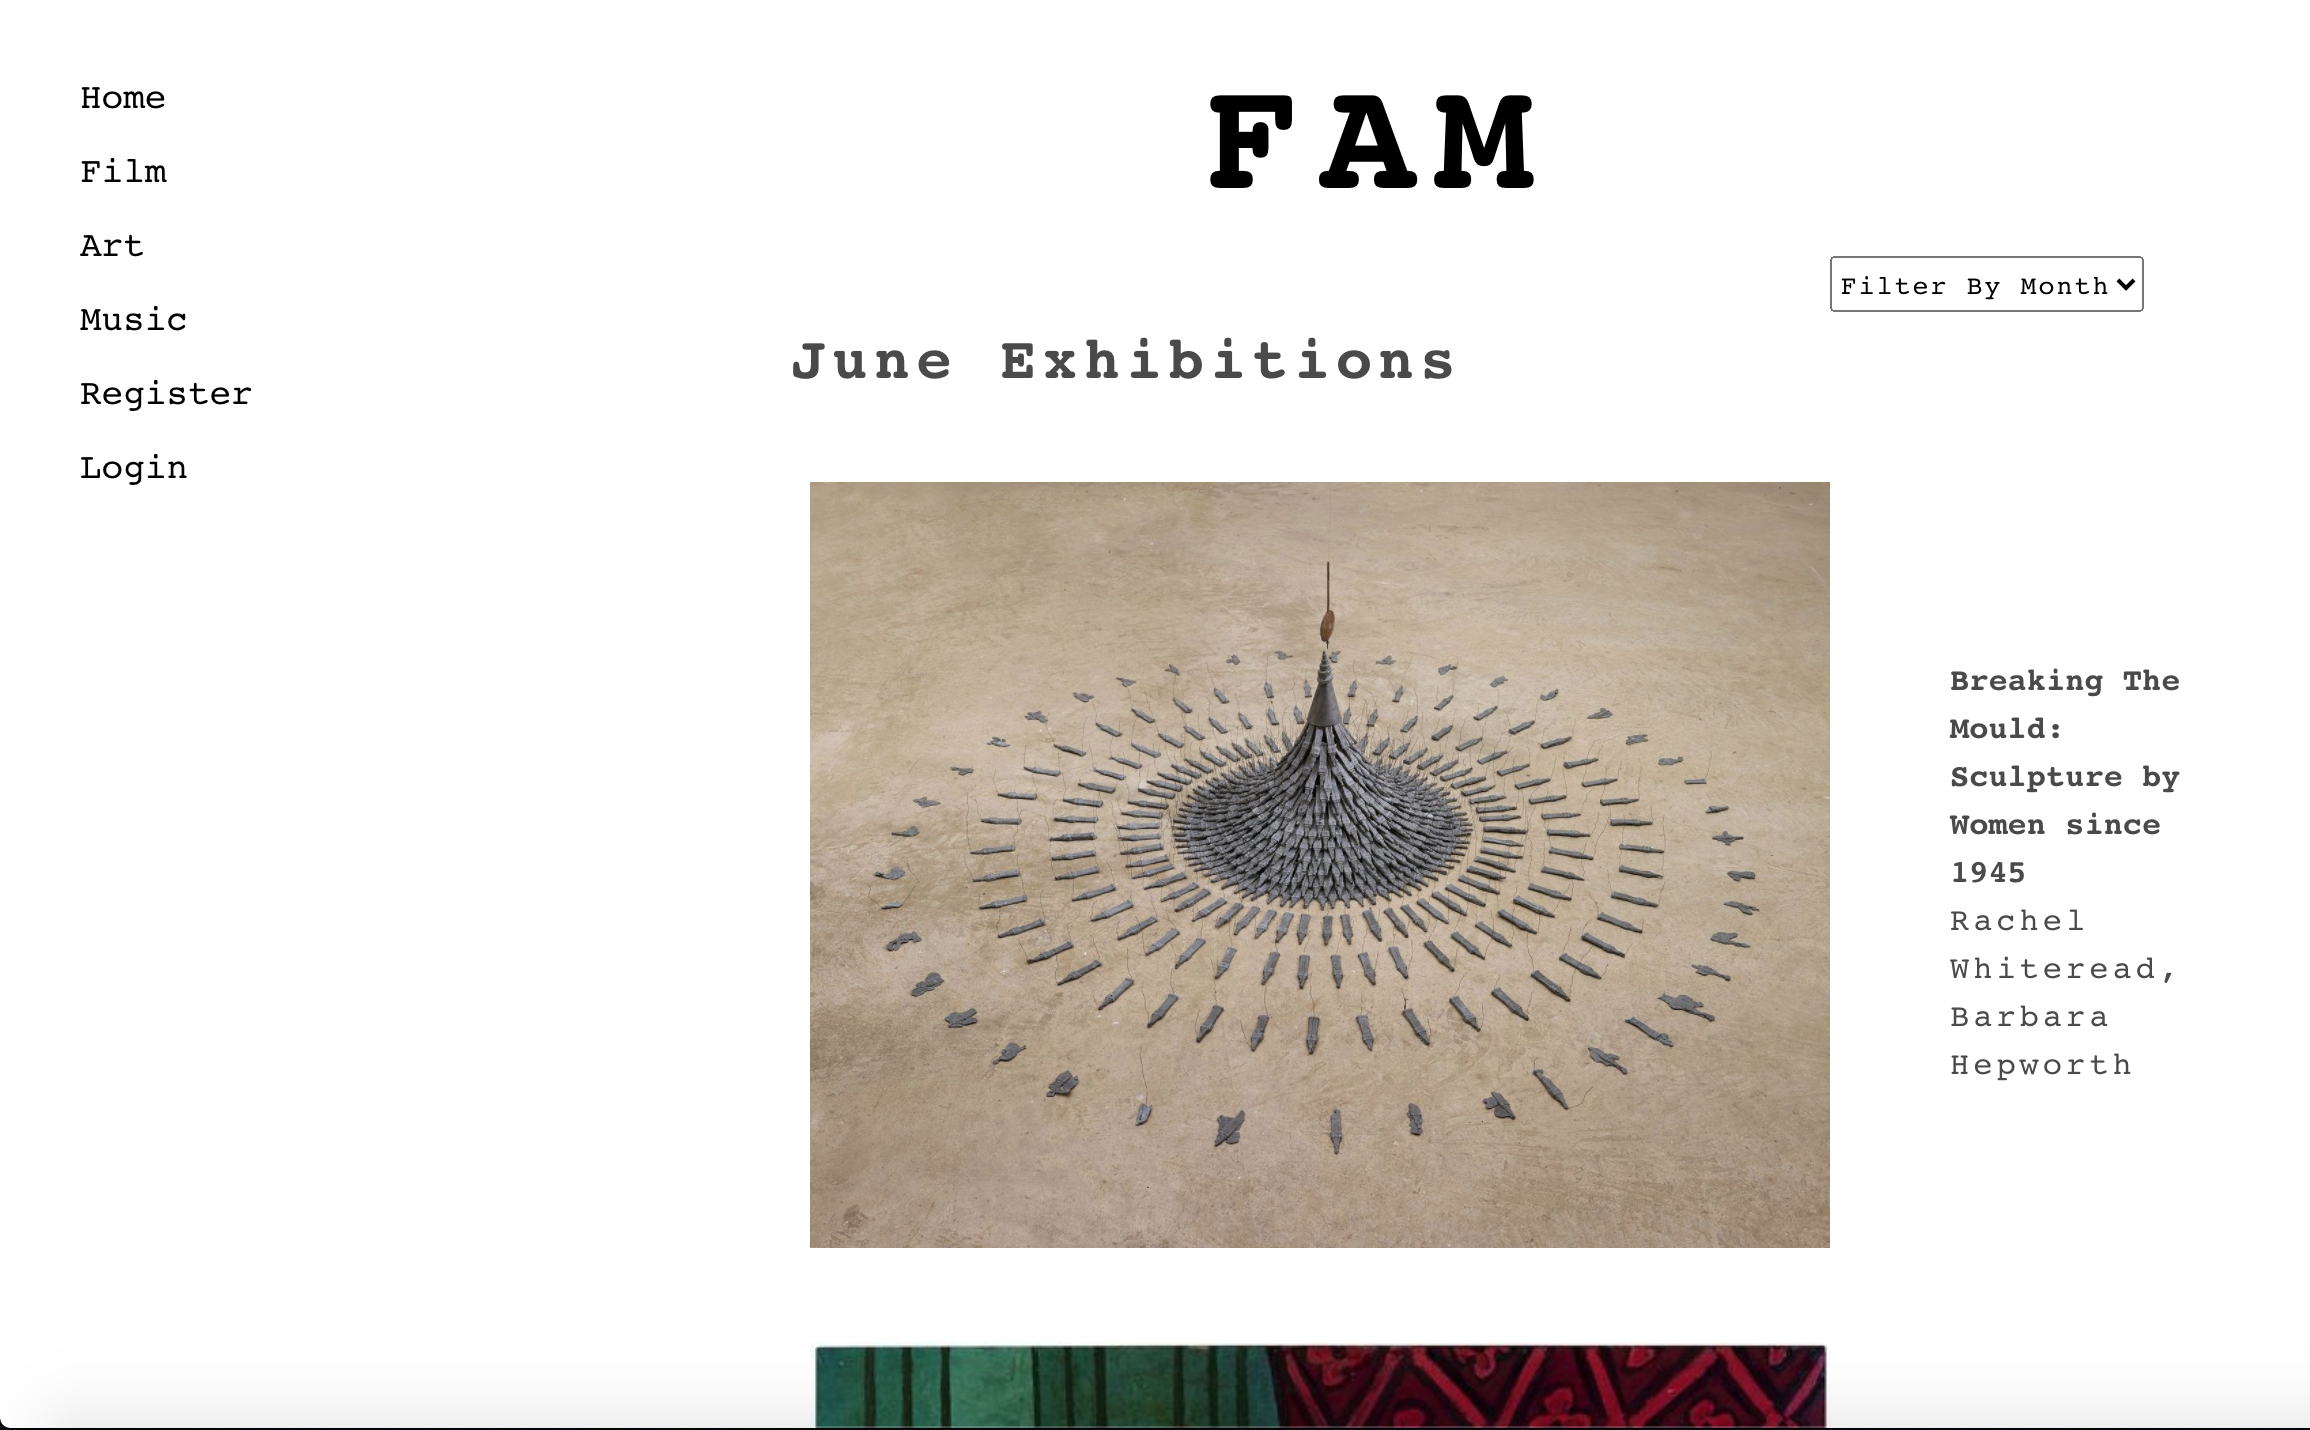 Home
Film
Art
Music
Register
Login
FAM
Filter By Month
June Exhibitions
Breaking The
Mould:
Sculpture by
Women since
1945
Rachel
Whiteread,
Barbara
Hepworth